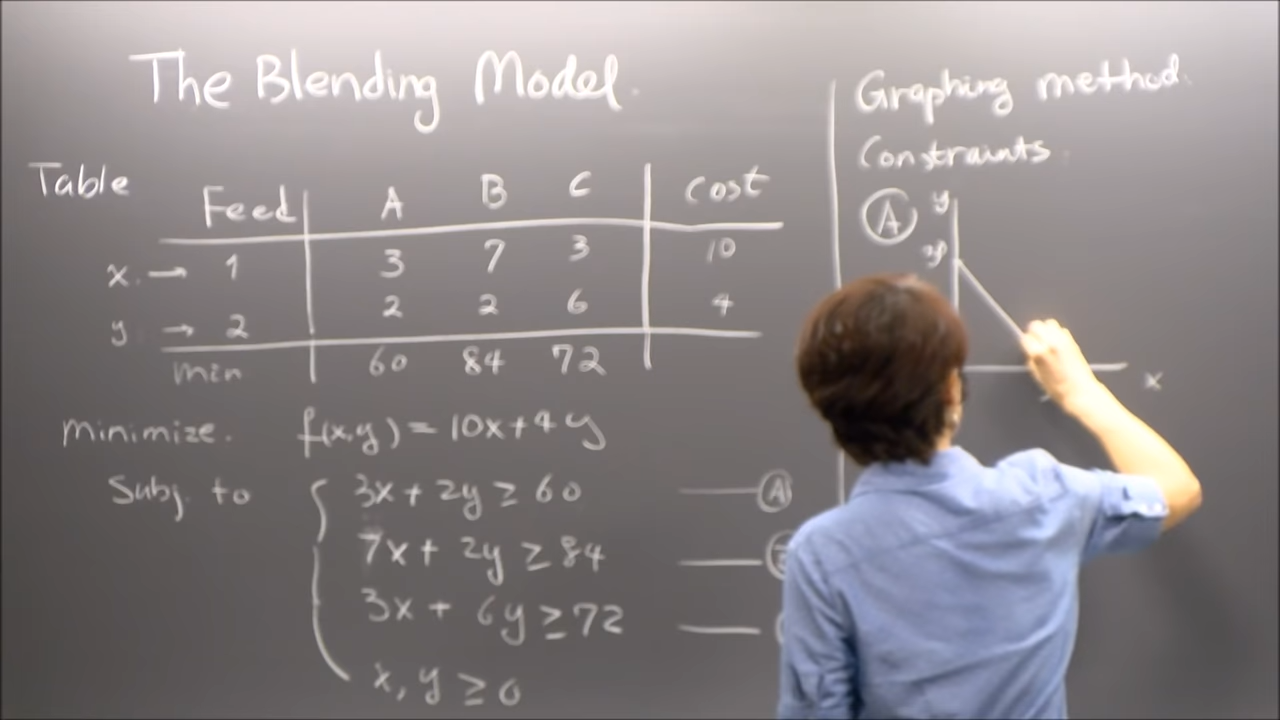 The Blending Model.
Table
Feed A B C Cost
x. → 1 3 7 3 10
y → 2 2 2 6 4
min 60 84 72
minimize. f(x,y) = 10x+4y
Subj. to
3x + 2y ≥ 60 — A
7x + 2y ≥ 84
3x + 6y ≥ 72
x, y ≥ 0
Graphing method.
Constraints.
A
y
30
x